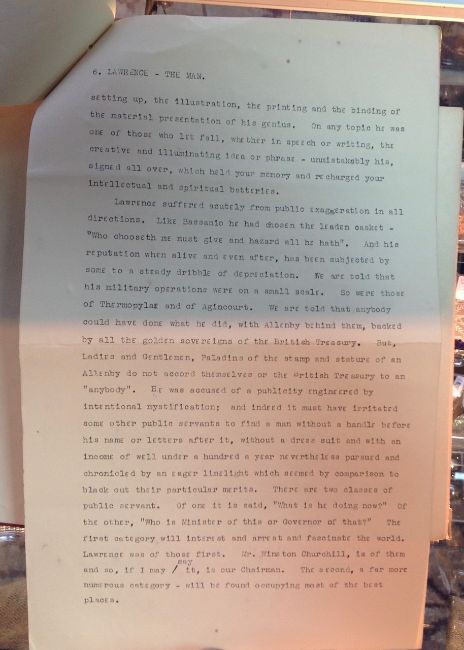 6. LAWRENCE - THE MAN.
setting up, the illustration, the printing and the binding of
the material presentation of his genius. On any topic he was
one of those who let fall, whether in speech or writing, the
creative and illuminating idea or phrase - unmistakably his,
signed all over, which held your memory and recharged your
intellectual and spiritual batteries.
Lawrence suffered acutely from public exaggeration in all
directions. Like Bassanio he had chosen the leaden casket -
"Who chooseth me must give and hazard all he hath". And his
reputation when alive and even after, has been subjected by
some to a steady dribble of depreciation. We are told that
his military operations were on a small scale. So were those
of Thermopylae and of Agincourt. We are told that anybody
could have done what he did, with Allenby behind them, backed
by all the golden sovereigns of the British Treasury. But,
Ladies and Gentlemen, Paladins of the stamp and stature of an
Allenby do not accord themselves or the British Treasury to an
"anybody". He was accused of a publicity engineered by
intentional mystification; and indeed it must have irritated
some other public servants to find a man without a handle before
his name or letters after it, without a dress suit and with an
income of well under a hundred a year nevertheless pursued and
chronicled by an eager limelight which seemed by comparison to
black out their particular merits. There are two classes of
public servant. Of one it is said, "What is he doing now?" Of
the other, "Who is Minister of this or Governor of that?" The
first category will interest and arrest and fascinate the world.
Lawrence was of those first. Mr. Winston Churchill, is of them
and so, if I may / say it, is our Chairman. The second, a far more
numerous category - will be found occupying most of the best
places.